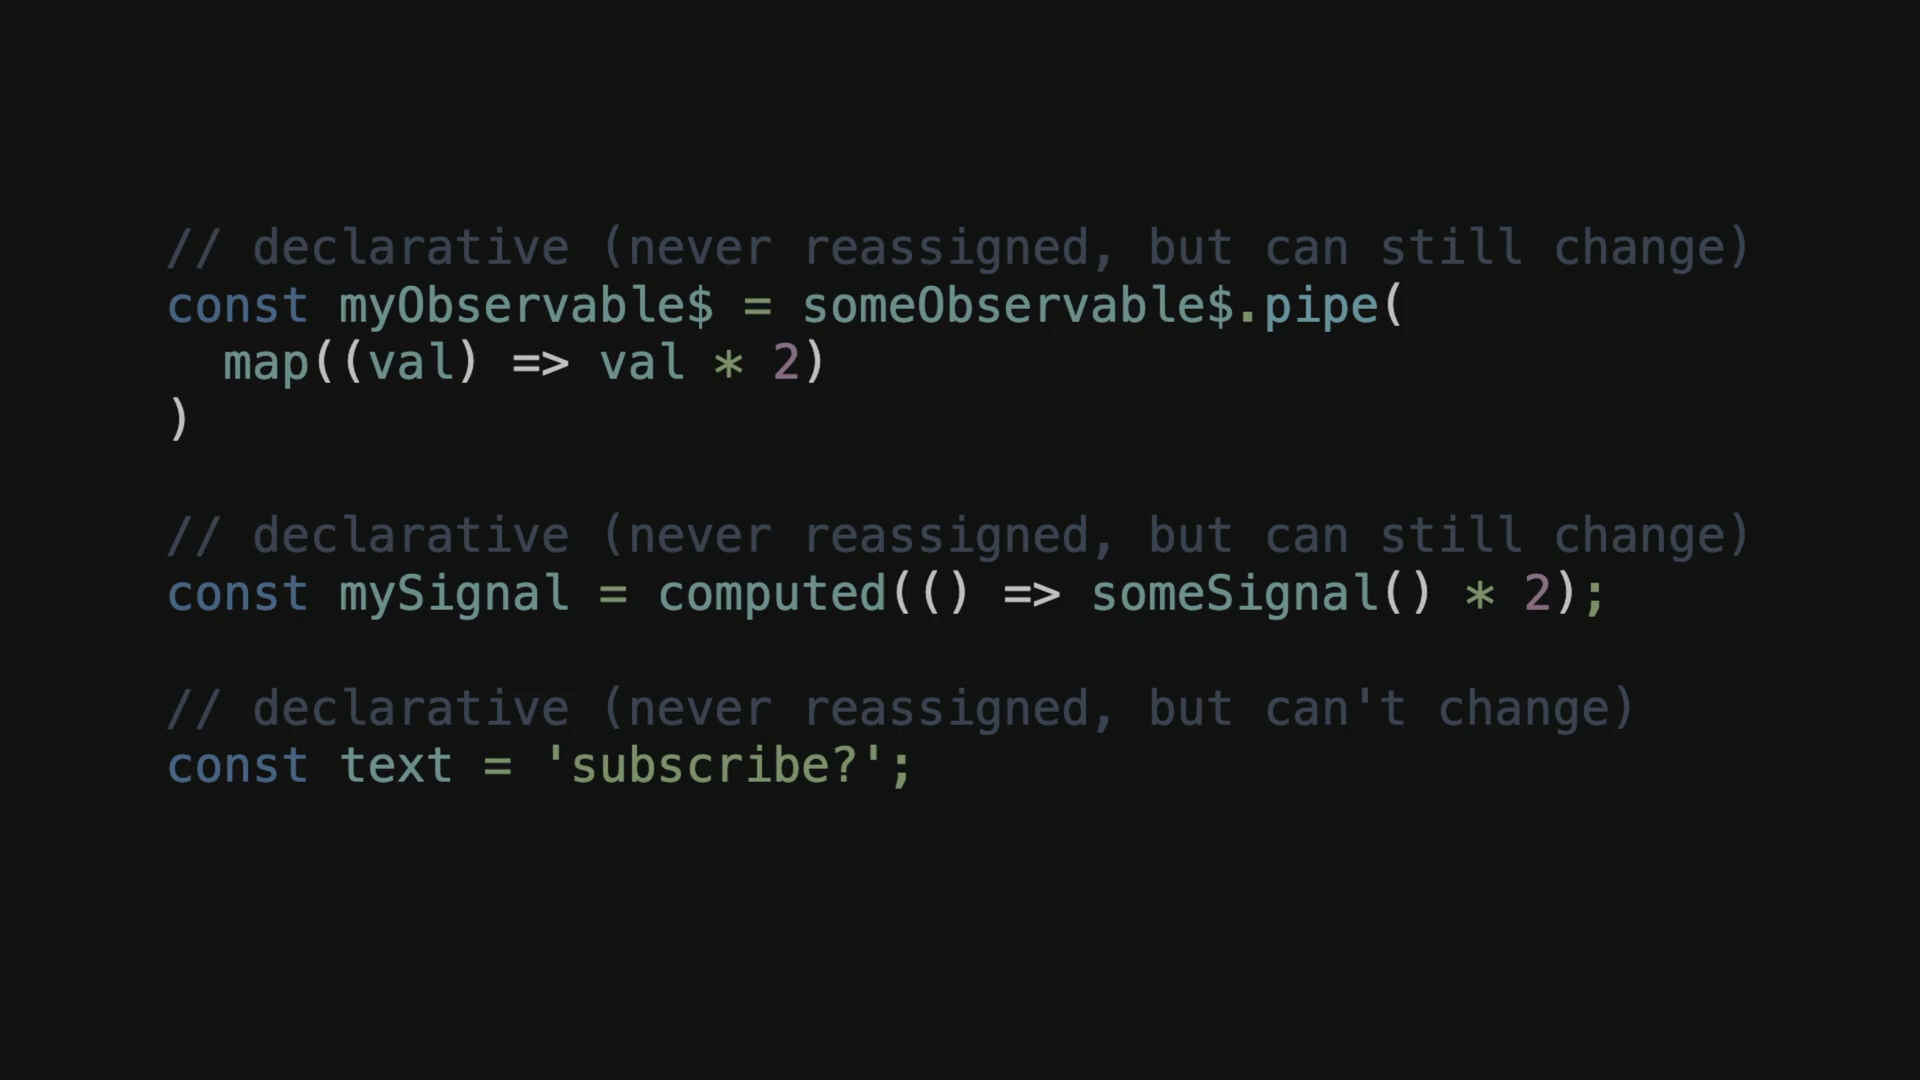 // declarative (never reassigned, but can still change)
const myObservable$ = someObservable$.pipe(
  map((val) => val * 2)
)

// declarative (never reassigned, but can still change)
const mySignal = computed(() => someSignal() * 2);

// declarative (never reassigned, but can't change)
const text = 'subscribe?';